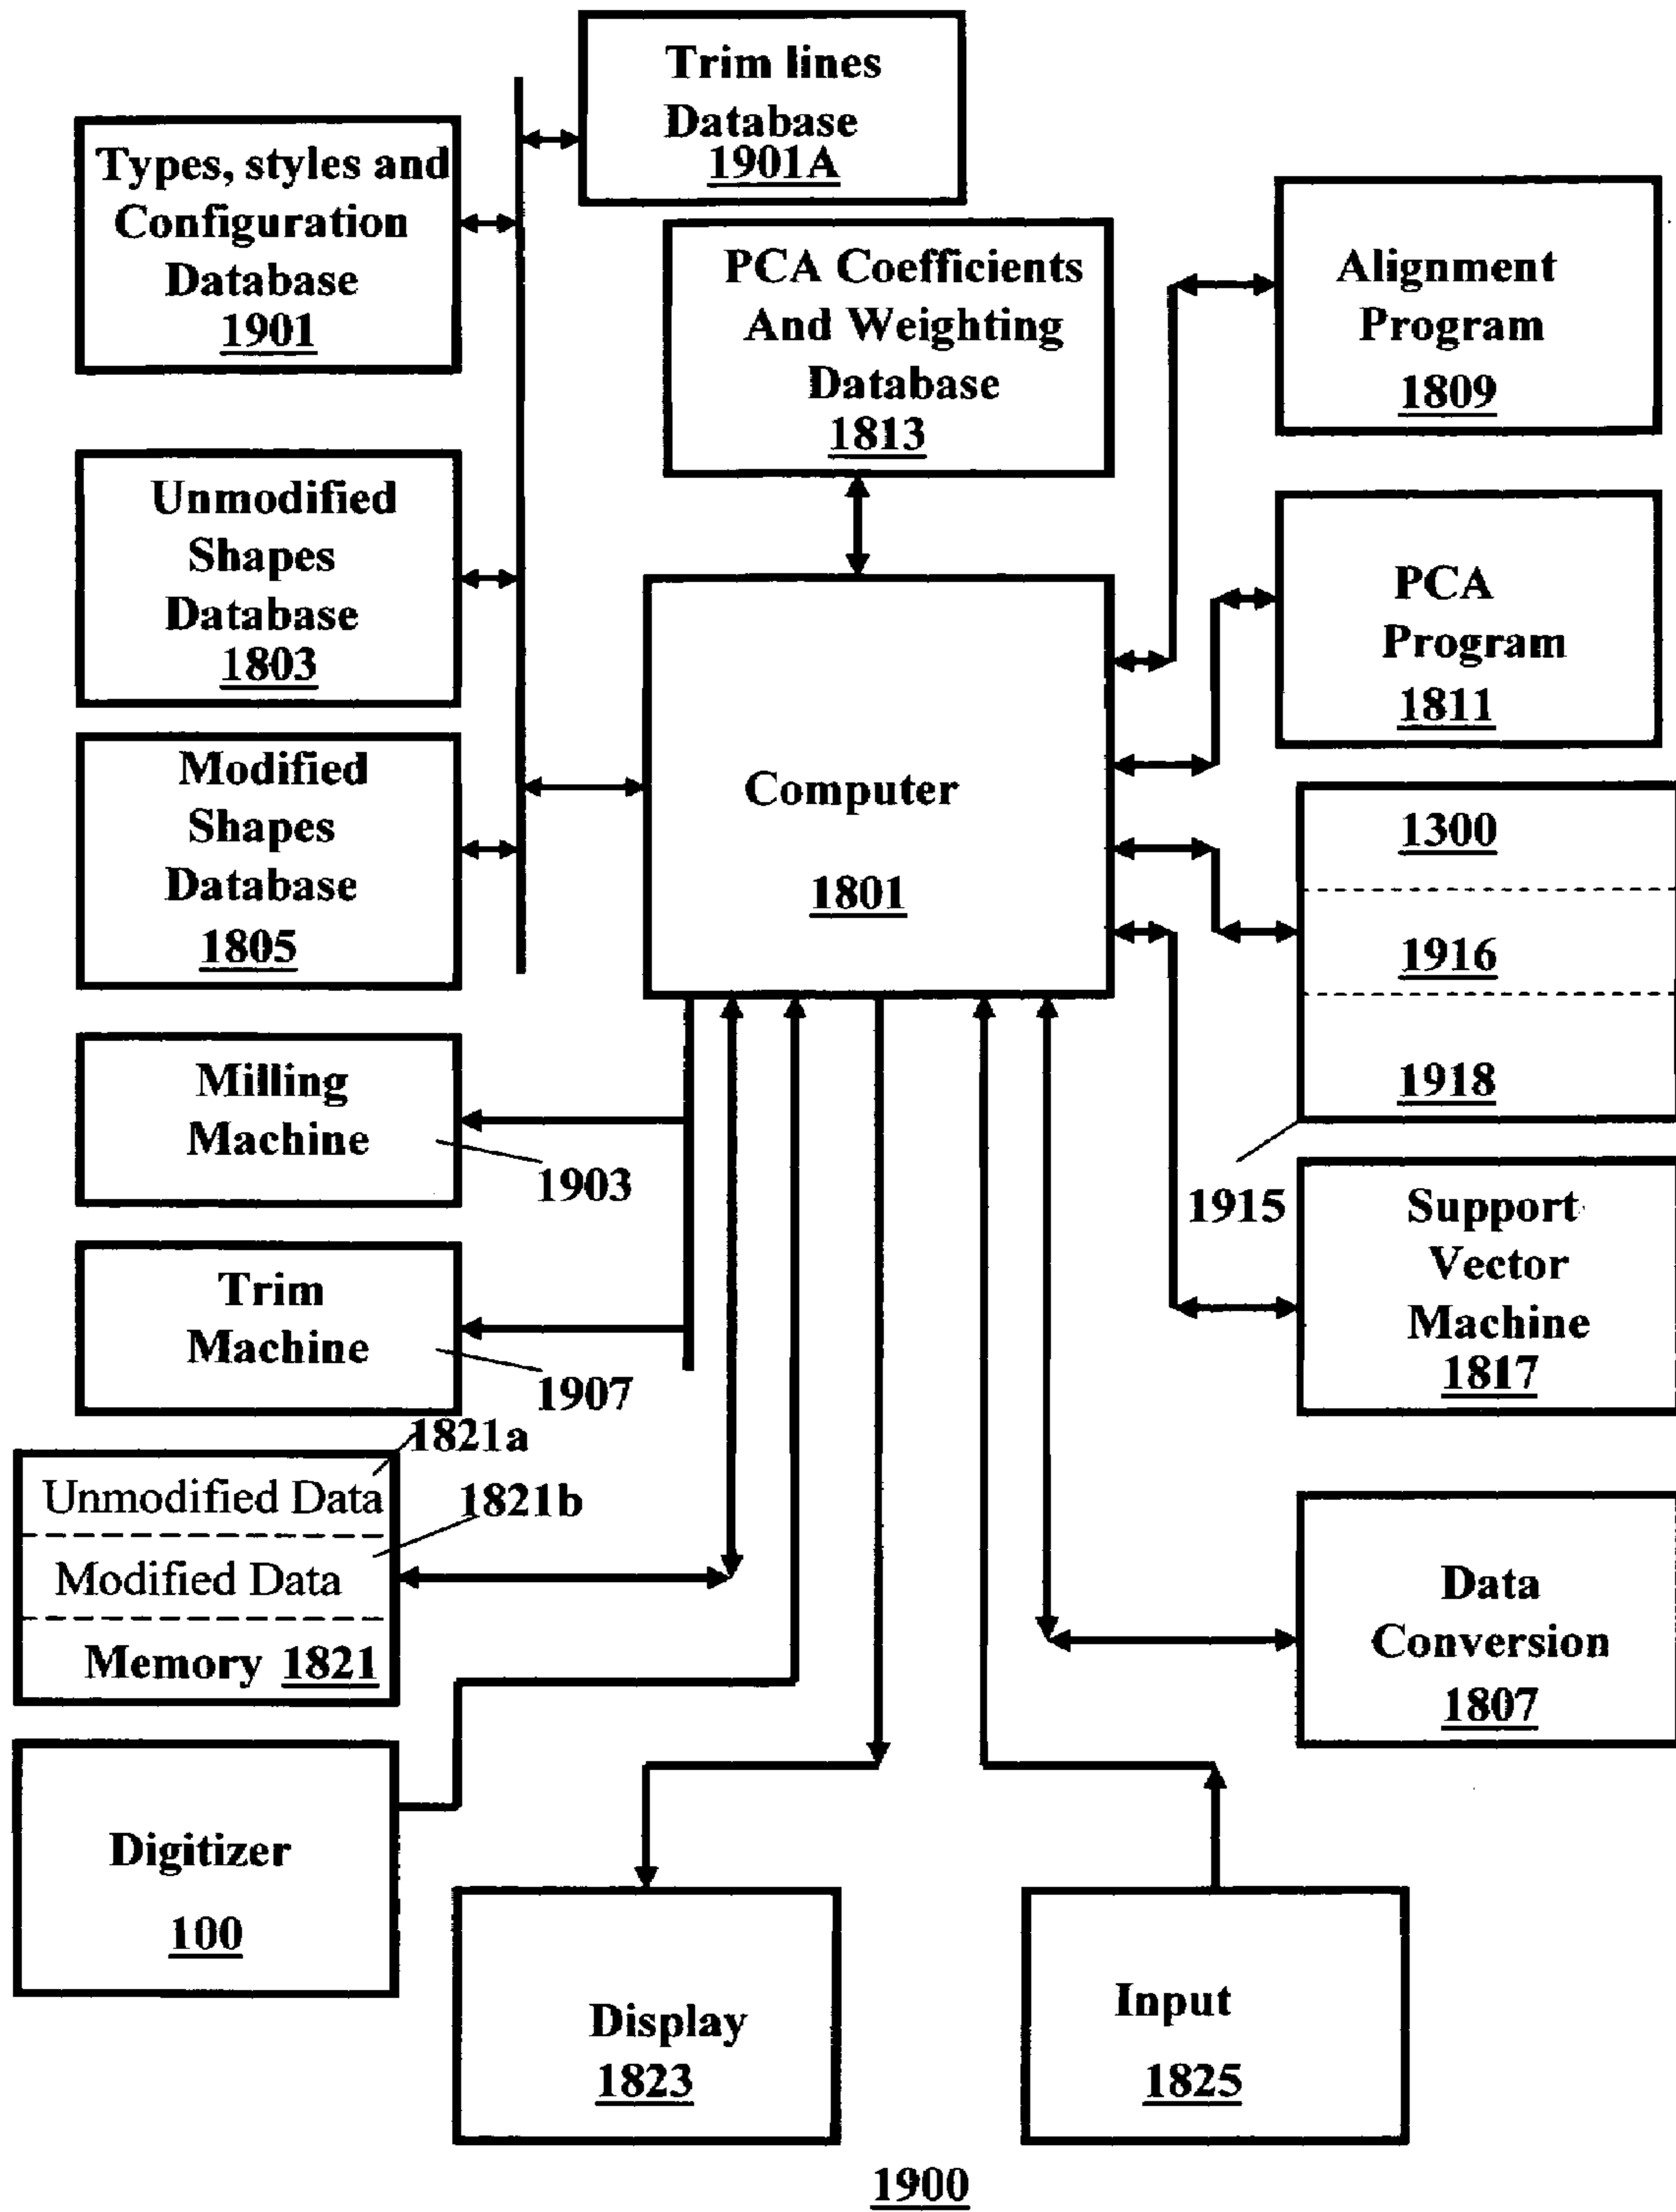 Trim lines
Database
1901A
Types, styles and
Configuration
Database
1901
PCA Coefficients
And Weighting
Database
1813
Alignment
Program
1809
Unmodified
Shapes
Database
1803
PCA
Program
1811
Modified
Shapes
Database
1805
Computer
1801
1300
1916
1918
1915
Milling
Machine
1903
Trim
Machine
1907
Support
Vector
Machine
1817
1821a
Unmodified Data
1821b
Modified Data
Memory 1821
Data
Conversion
1807
Digitizer
100
Display
1823
Input
1825
1900